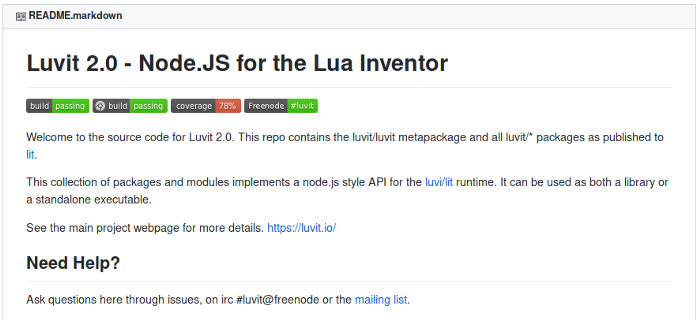 README.markdown
Luvit 2.0 - Node.JS for the Lua Inventor
build passing build passing coverage 78% Freenode #luvit
Welcome to the source code for Luvit 2.0. This repo contains the luvit/luvit metapackage and all luvit/* packages as published to
lit.
This collection of packages and modules implements a node.js style API for the luvi/lit runtime. It can be used as both a library or
a standalone executable.
See the main project webpage for more details. https://luvit.io/
Need Help?
Ask questions here through issues, on irc #luvit@freenode or the mailing list.